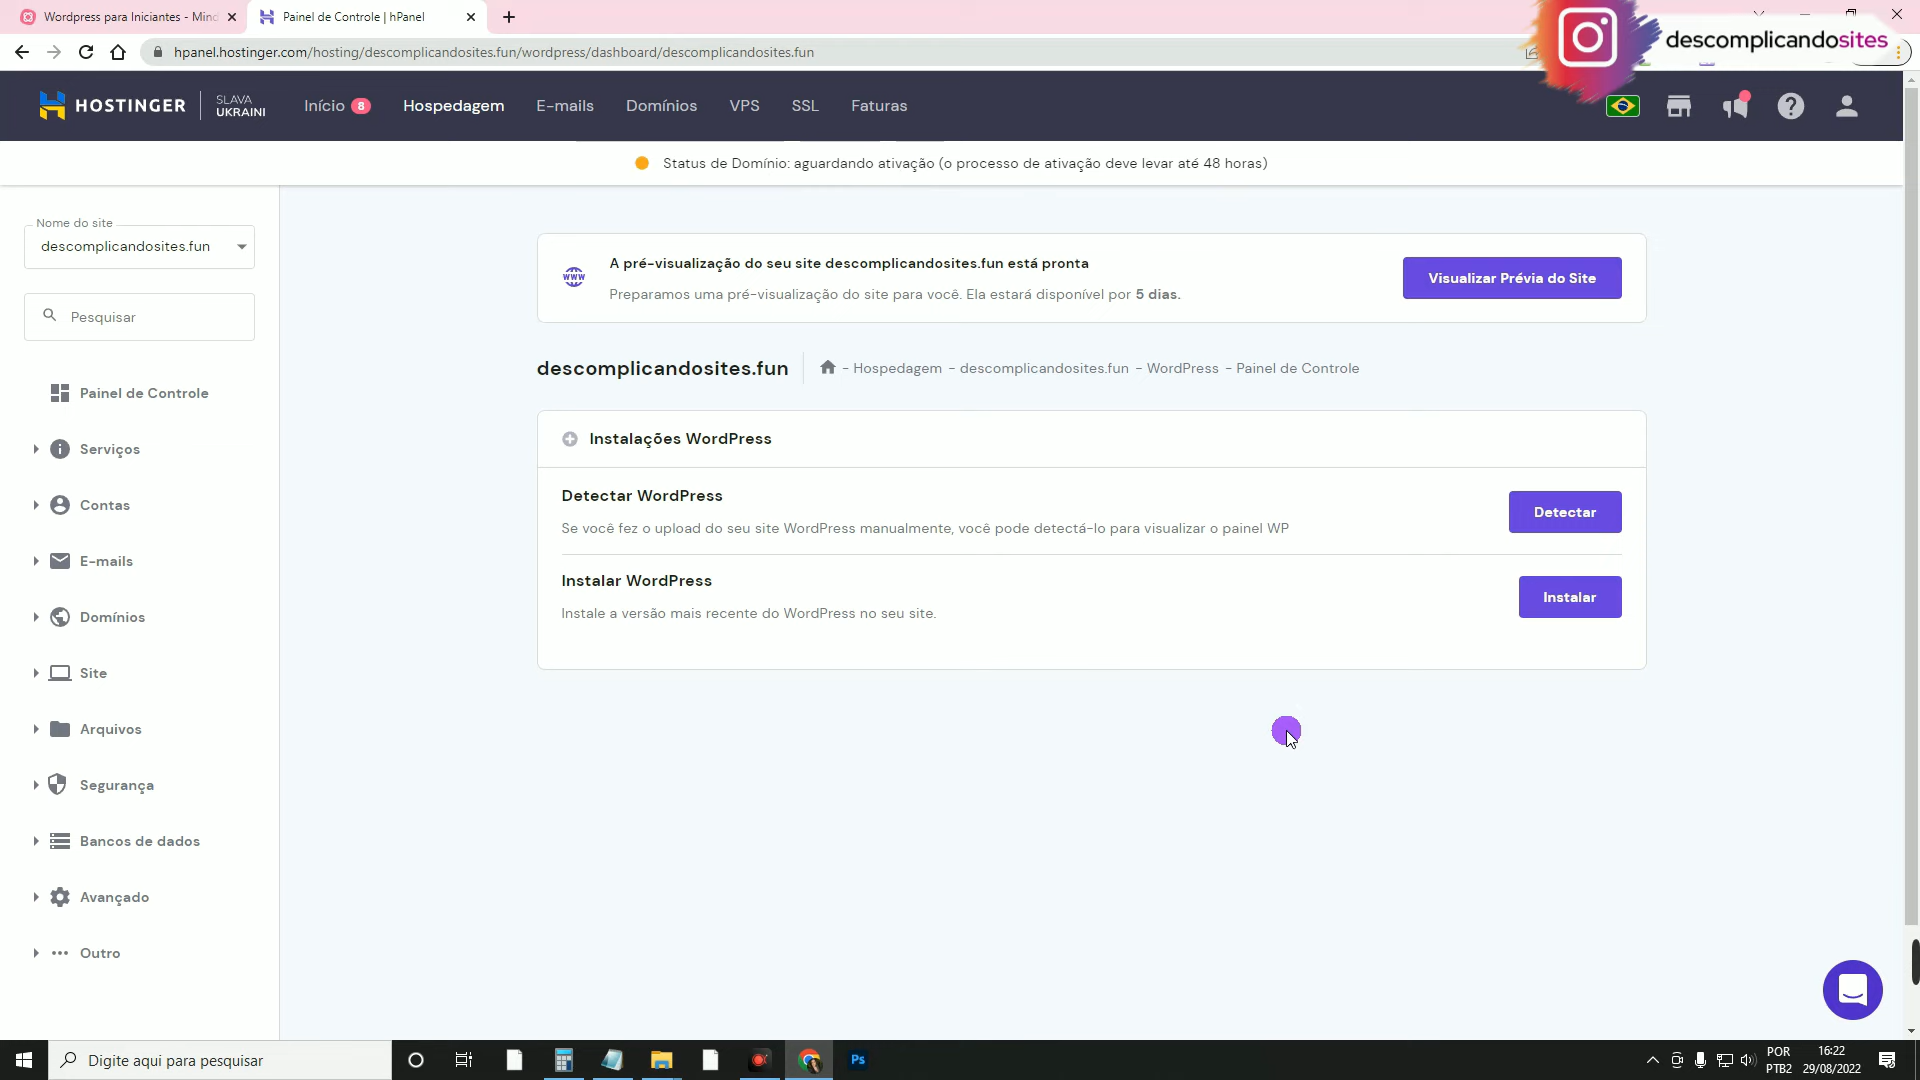 Wordpress para Iniciantes - Mind
Painel de Controle | hPanel
hpanel.hostinger.com/hosting/descomplicandosites.fun/wordpress/dashboard/descomplicandosites.fun
descomplicandosites
HOSTINGER
SLAVA
UKRAINI
Início 8
Hospedagem
E-mails
Domínios
VPS
SSL
Faturas
Status de Domínio: aguardando ativação (o processo de ativação deve levar até 48 horas)
Nome do site
descomplicandosites.fun
Pesquisar
Painel de Controle
Serviços
Contas
E-mails
Domínios
Site
Arquivos
Segurança
Bancos de dados
Avançado
Outro
www
A pré-visualização do seu site descomplicandosites.fun está pronta
Preparamos uma pré-visualização do site para você. Ela estará disponível por 5 dias.
Visualizar Prévia do Site
descomplicandosites.fun
- Hospedagem - descomplicandosites.fun - WordPress - Painel de Controle
Instalações WordPress
Detectar WordPress
Se você fez o upload do seu site WordPress manualmente, você pode detectá-lo para visualizar o painel WP
Detectar
Instalar WordPress
Instale a versão mais recente do WordPress no seu site.
Instalar
Digite aqui para pesquisar
Ps
POR
PTB2
16:22
29/08/2022